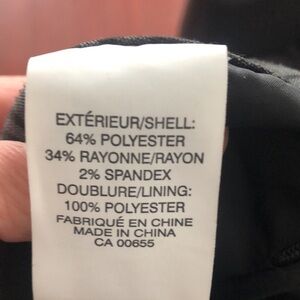 EXTÉRIEUR/SHELL:
64% POLYESTER
34% RAYONNE/RAYON
2% SPANDEX
DOUBLURE/LINING:
100% POLYESTER
FABRIQUÉ EN CHINE
MADE IN CHINA
CA 00655